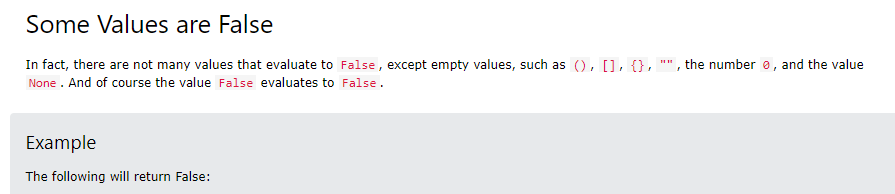 Some Values are False
In fact, there are not many values that evaluate to False, except empty values, such as (), [], {}, "", the number 0, and the value
None. And of course the value False evaluates to False.
Example
The following will return False: